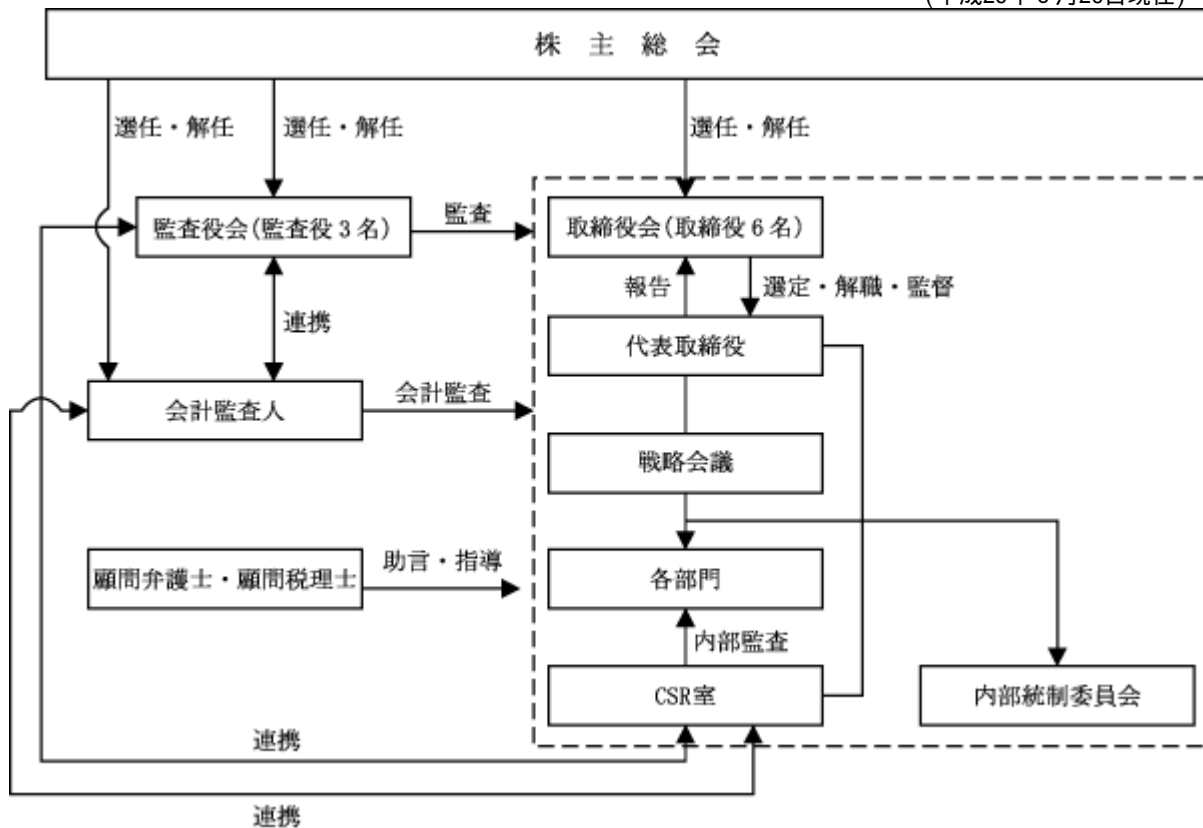 株 主 総 会
選任・解任
選任・解任
選任・解任
監査役会(監査役3名)
監査
取締役会(取締役6名)
報告
選定・解職・監督
連携
代表取締役
会計監査人
会計監査
戦略会議
顧問弁護士・顧問税理士
助言・指導
各部門
内部監査
CSR室
内部統制委員会
連携
連携